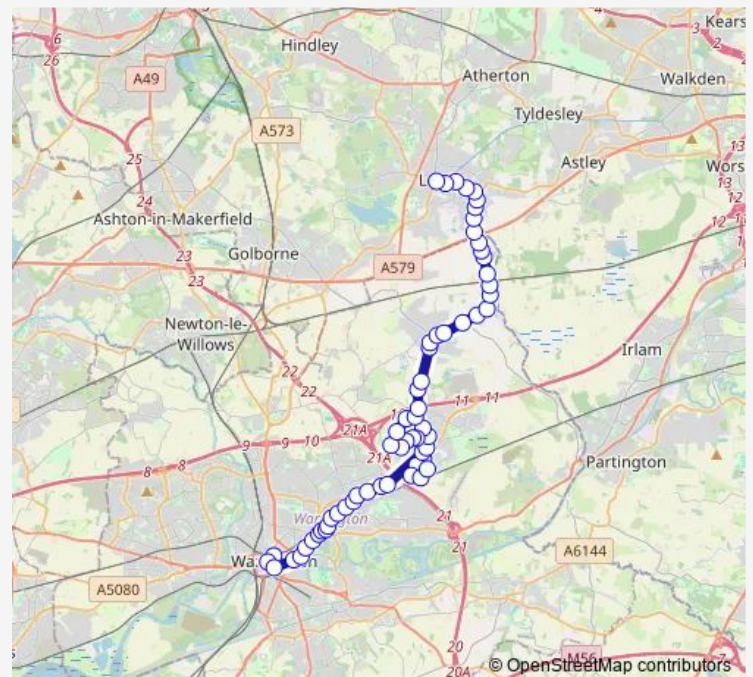 Hindley
Kears
6
26
4
3
2
A49
Atherton
Walkden
Tyldesley
A573
25
13
Astley
Wors
13
12
12
24
Ashton-in-Makerfield
23
23
Golborne
A579
Newton-le-
Willows
Irlam
22
22
11
11
21A
9
9
10
21A
8
8
Partington
Warrington
21
21
A6144
A5080
20
M56
7
20A
© OpenStreetMap contributors